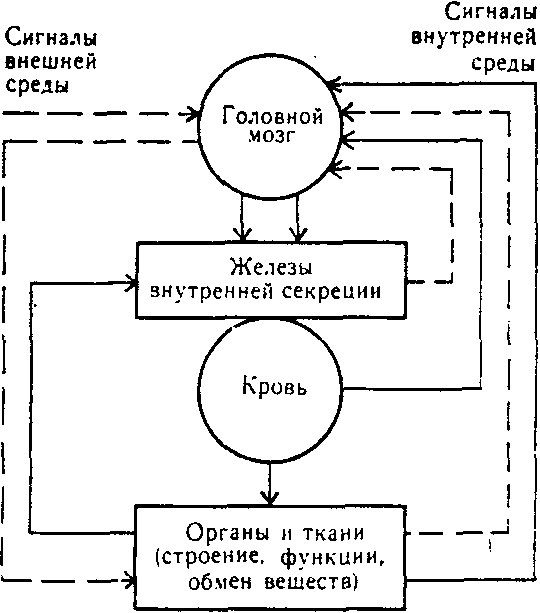 Сигналы
внешней
среды
Сигналы
внутренней
среды
Головной
мозг
Железы
внутренней секреции
Кровь
Органы и ткани
(строение, функции,
обмен веществ)